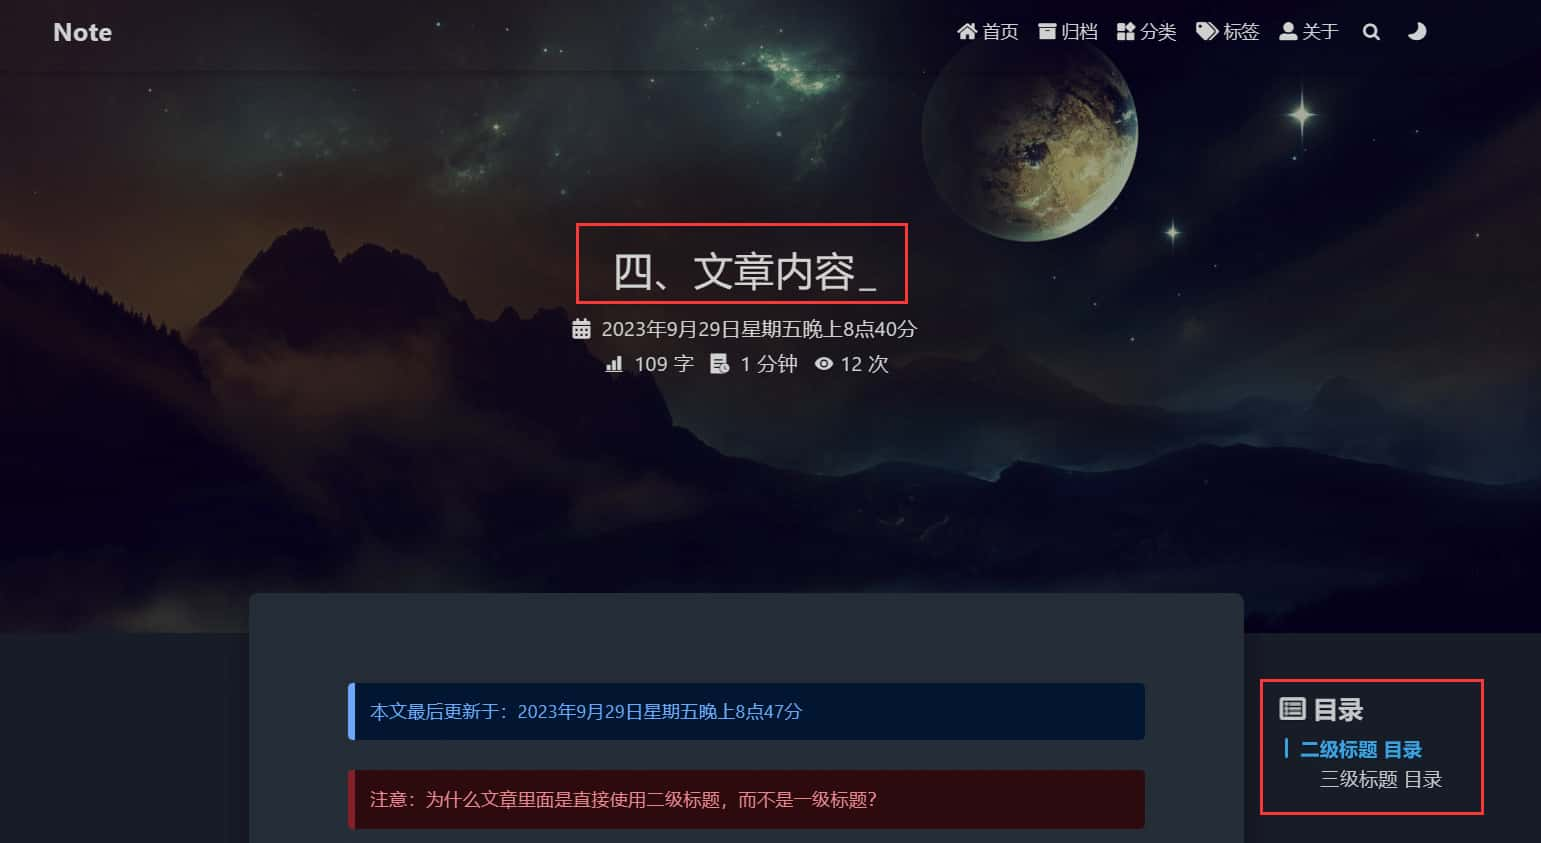 Note
首页 归档 分类 标签 关于
四、文章内容_
2023年9月29日星期五晚上8点40分
109 字 1 分钟 12 次
本文最后更新于：2023年9月29日星期五晚上8点47分
注意：为什么文章里面是直接使用二级标题，而不是一级标题？
目录
二级标题 目录
三级标题 目录